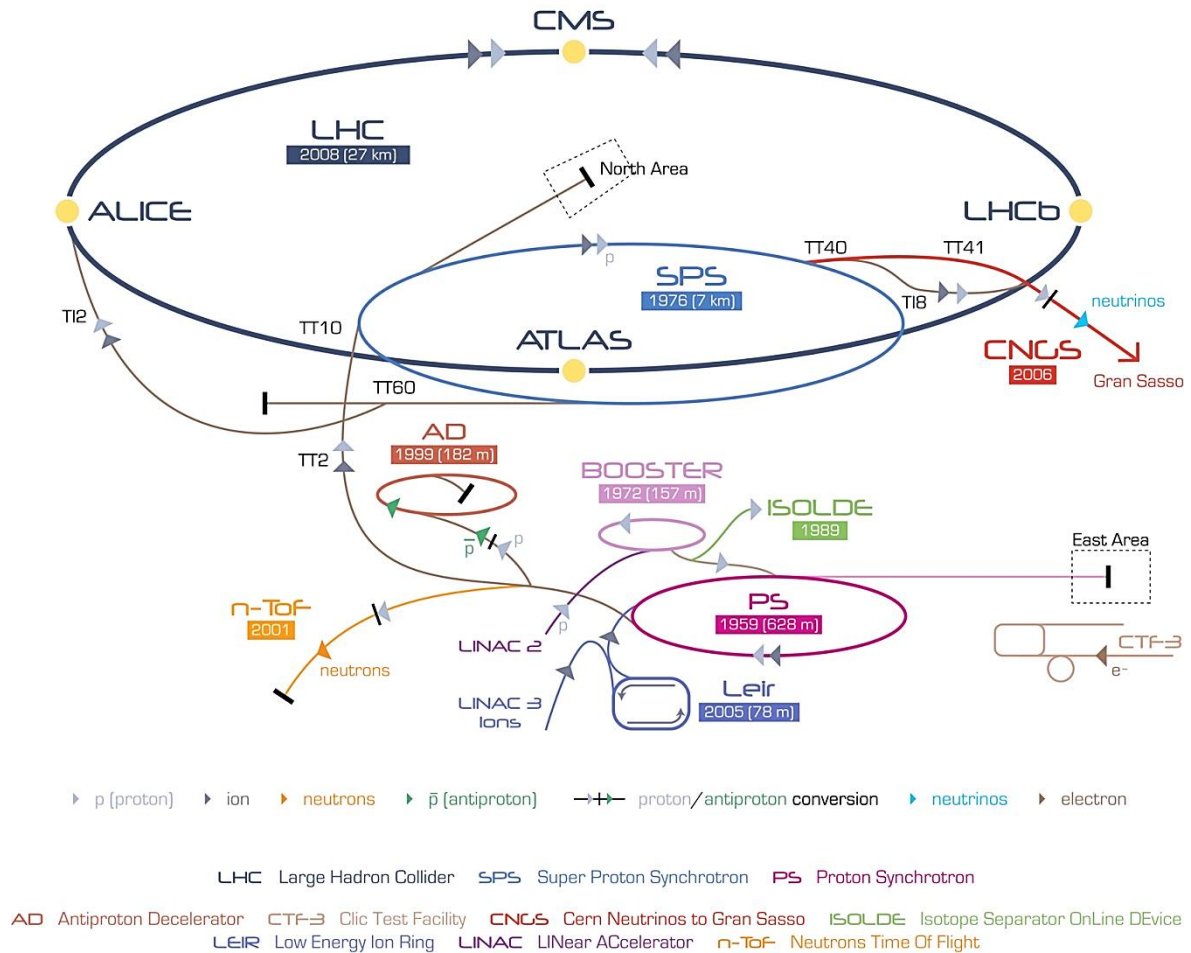 CMS
LHC
2008 (27 km)
North Area
ALICE
LHCb
TT40
TT41
SPS
1976 (7 km)
p
TI8
neutrinos
TI2
TT10
ATLAS
CNGS
2006
Gran Sasso
TT60
AD
1999 (182 m)
TT2
BOOSTER
1972 (157 m)
ISOLDE
1989
p̅
p
East Area
n-ToF
2001
neutrons
LINAC 2
p
PS
1959 (628 m)
CTF-3
e-
LINAC 3
Ions
Leir
2005 (78 m)
p (proton) ion neutrons p̅ (antiproton) proton/antiproton conversion neutrinos electron
LHC Large Hadron Collider SPS Super Proton Synchrotron PS Proton Synchrotron
AD Antiproton Decelerator CTF-3 Clic Test Facility CNGS Cern Neutrinos to Gran Sasso ISOLDE Isotope Separator OnLine DEvice
LEIR Low Energy Ion Ring LINAC LINear ACcelerator n-ToF Neutrons Time Of Flight